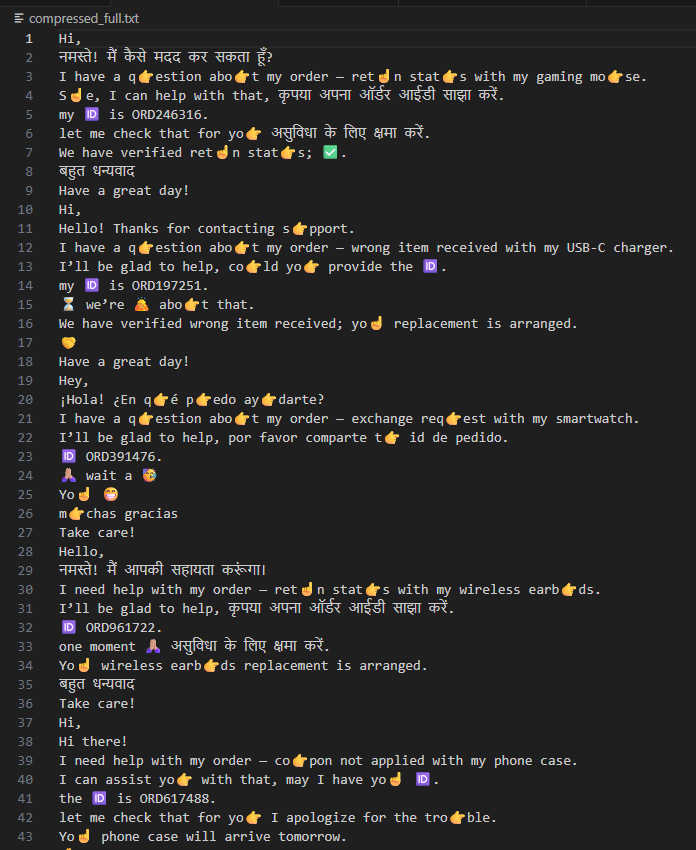 compressed_full.txt
1 Hi,
2 नमस्ते! मैं कैसे मदद कर सकता हूँ?
3 I have a q👉estion abo👉t my order — ret☝️n stat👉s with my gaming mo👉se.
4 S☝️e, I can help with that, कृपया अपना ऑर्डर आईडी साझा करें.
5 my 🆔 is ORD246316.
6 let me check that for yo👉 असुविधा के लिए क्षमा करें.
7 We have verified ret☝️n stat👉s; ✅.
8 बहुत धन्यवाद
9 Have a great day!
10 Hi,
11 Hello! Thanks for contacting s👉pport.
12 I have a q👉estion abo👉t my order — wrong item received with my USB-C charger.
13 I’ll be glad to help, co👉ld yo👉 provide the 🆔.
14 my 🆔 is ORD197251.
15 ⏳ we’re 🙇 abo👉t that.
16 We have verified wrong item received; yo☝️ replacement is arranged.
17 🤝
18 Have a great day!
19 Hey,
20 ¡Hola! ¿En q👉é p👉edo ay👉darte?
21 I have a q👉estion abo👉t my order — exchange req👉est with my smartwatch.
22 I’ll be glad to help, por favor comparte t👉 id de pedido.
23 🆔 ORD391476.
24 🙏🏼 wait a 🥳
25 Yo☝️ 😁
26 m👉chas gracias
27 Take care!
28 Hello,
29 नमस्ते! मैं आपकी सहायता करूंगा।
30 I need help with my order — ret☝️n stat👉s with my wireless earb👉ds.
31 I’ll be glad to help, कृपया अपना ऑर्डर आईडी साझा करें.
32 🆔 ORD961722.
33 one moment 🙏🏼 असुविधा के लिए क्षमा करें.
34 Yo☝️ wireless earb👉ds replacement is arranged.
35 बहुत धन्यवाद
36 Take care!
37 Hi,
38 Hi there!
39 I need help with my order — co👉pon not applied with my phone case.
40 I can assist yo👉 with that, may I have yo☝️ 🆔.
41 the 🆔 is ORD617488.
42 let me check that for yo👉 I apologize for the tro👉ble.
43 Yo☝️ phone case will arrive tomorrow.